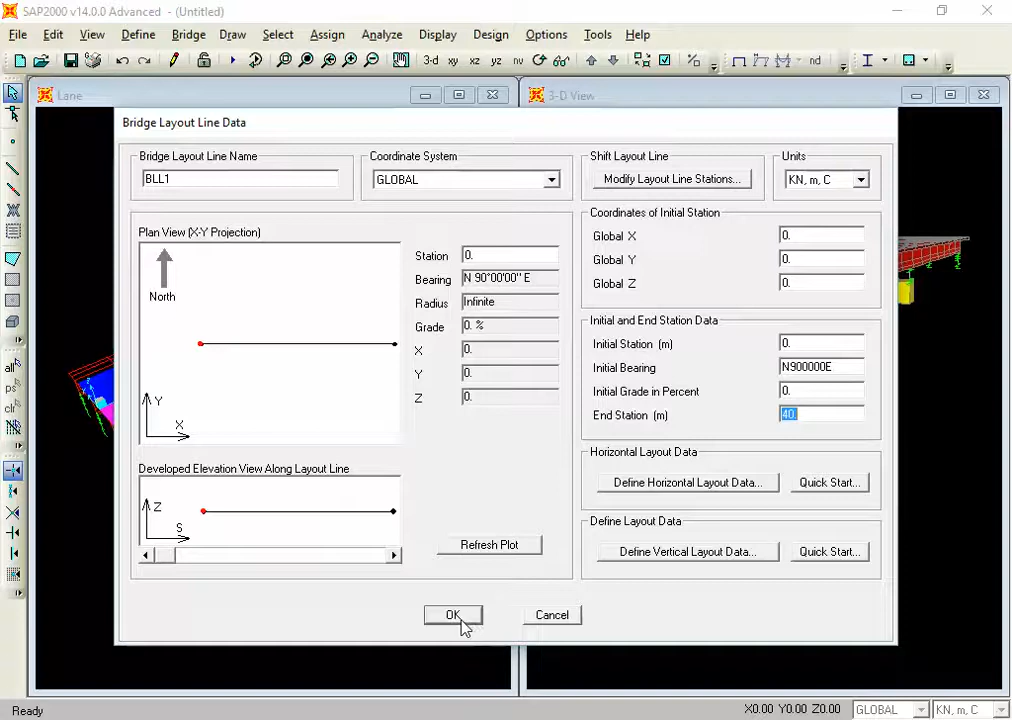 SAP2000 v14.0.0 Advanced - (Untitled)
File Edit View Define Bridge Draw Select Assign Analyze Display Design Options Tools Help
3-d xy xz yz nv nd
Lane
3-D View
Bridge Layout Line Data
Bridge Layout Line Name
BLL1
Coordinate System
GLOBAL
Shift Layout Line
Modify Layout Line Stations...
Units
KN, m, C
Plan View (X-Y Projection)
North
Y
X
Station 0.
Bearing N 90°00'00" E
Radius Infinite
Grade 0. %
X 0.
Y 0.
Z 0.
Coordinates of Initial Station
Global X 0.
Global Y 0.
Global Z 0.
Initial and End Station Data
Initial Station (m) 0.
Initial Bearing N900000E
Initial Grade in Percent 0.
End Station (m) 40.
Developed Elevation View Along Layout Line
Z
S
Refresh Plot
Horizontal Layout Data
Define Horizontal Layout Data... Quick Start...
Define Layout Data
Define Vertical Layout Data... Quick Start...
OK Cancel
all
ps
clr
Ready
X0.00 Y0.00 Z0.00 GLOBAL KN, m, C